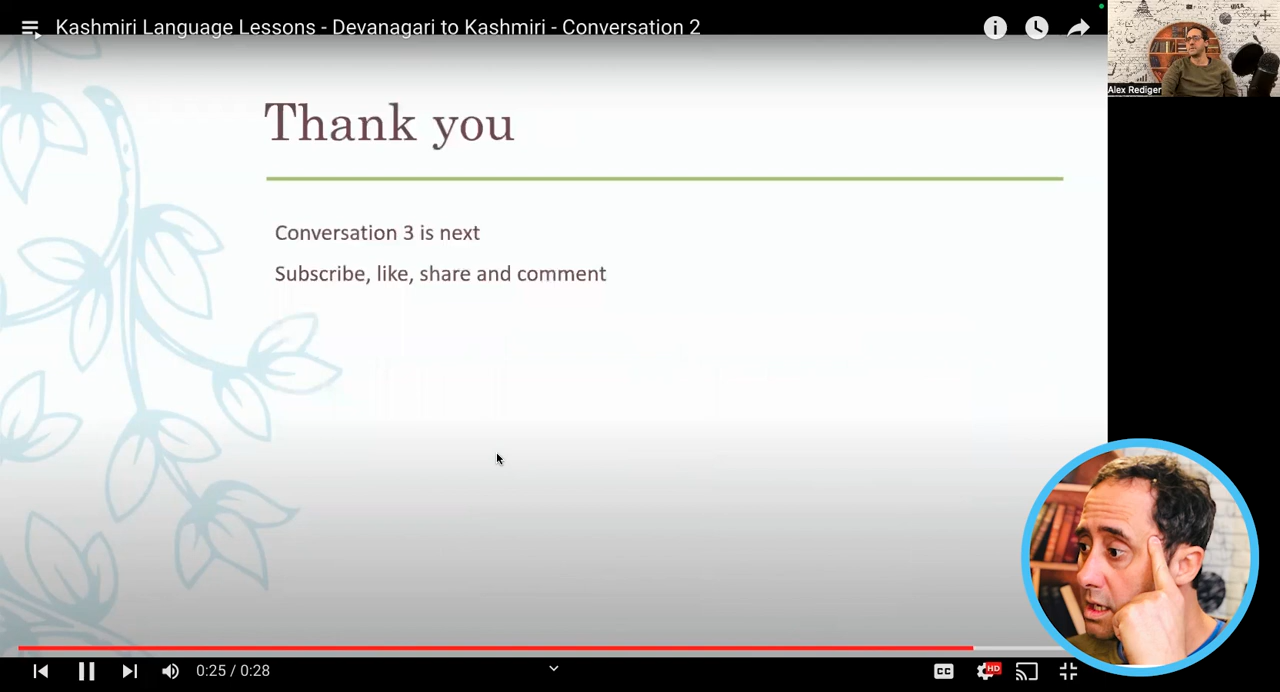 Kashmiri Language Lessons - Devanagari to Kashmiri - Conversation 2
Alex Rediger
Thank you
Conversation 3 is next
Subscribe, like, share and comment
0:25 / 0:28
CC
HD